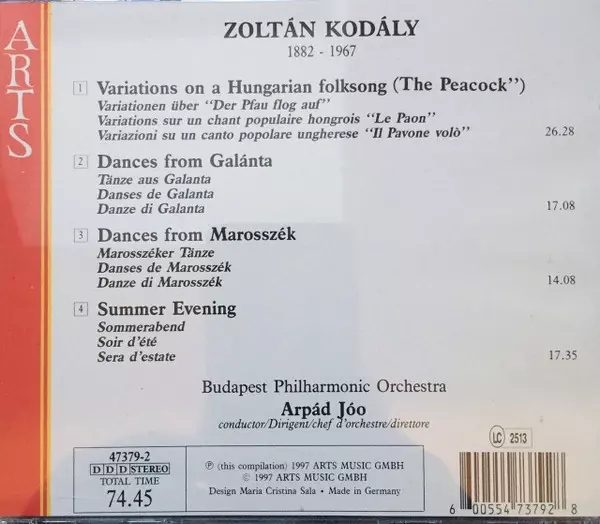 ARTS
ZOLTÁN KODÁLY
1882 - 1967
1 Variations on a Hungarian folksong (The Peacock")
Variationen über "Der Pfau flog auf"
Variations sur un chant populaire hongrois "Le Paon"
Variazioni su un canto popolare ungherese "Il Pavone volò" 26.28
2 Dances from Galánta
Tänze aus Galanta
Danses de Galanta
Danze di Galanta 17.08
3 Dances from Marosszék
Marosszéker Tänze
Danses de Marosszék
Danze di Marosszék 14.08
4 Summer Evening
Sommerabend
Soir d'été
Sera d'estate 17.35
Budapest Philharmonic Orchestra
Arpád Jóo
conductor/Dirigent/chef d'orchestre/direttore
LC 2513
47379-2
D D D STEREO
TOTAL TIME
74.45
℗ (this compilation) 1997 ARTS MUSIC GMBH
© 1997 ARTS MUSIC GMBH
Design Maria Cristina Sala • Made in Germany
6 00554 73792 8